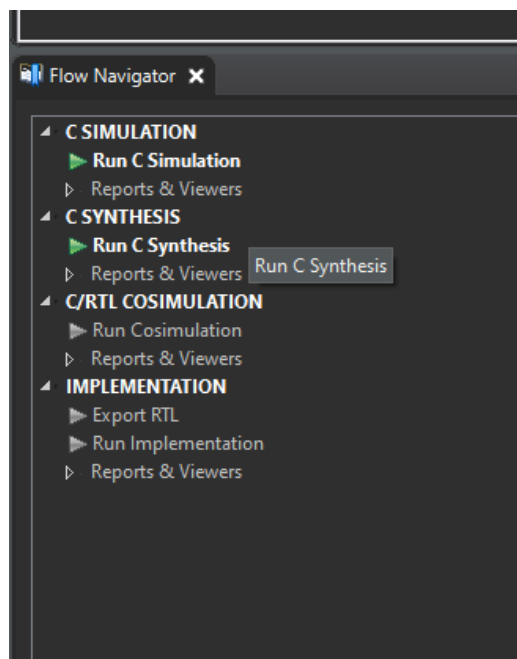 Flow Navigator
C SIMULATION
Run C Simulation
Reports & Viewers
C SYNTHESIS
Run C Synthesis
Reports & Viewers
Run C Synthesis
C/RTL COSIMULATION
Run Cosimulation
Reports & Viewers
IMPLEMENTATION
Export RTL
Run Implementation
Reports & Viewers